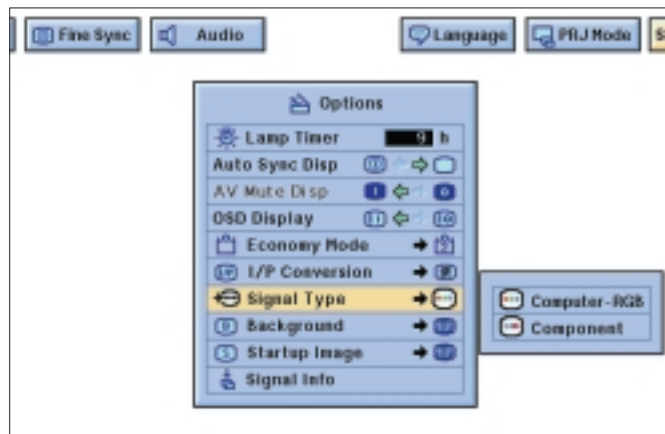 Fine Sync
Audio
Language
PRJ Mode
Options
Lamp Timer 9 h
Auto Sync Disp
AV Mute Disp
OSD Display
Economy Mode
I/P Conversion
Signal Type
Computer-RGB
Component
Background
Startup Image
Signal Info